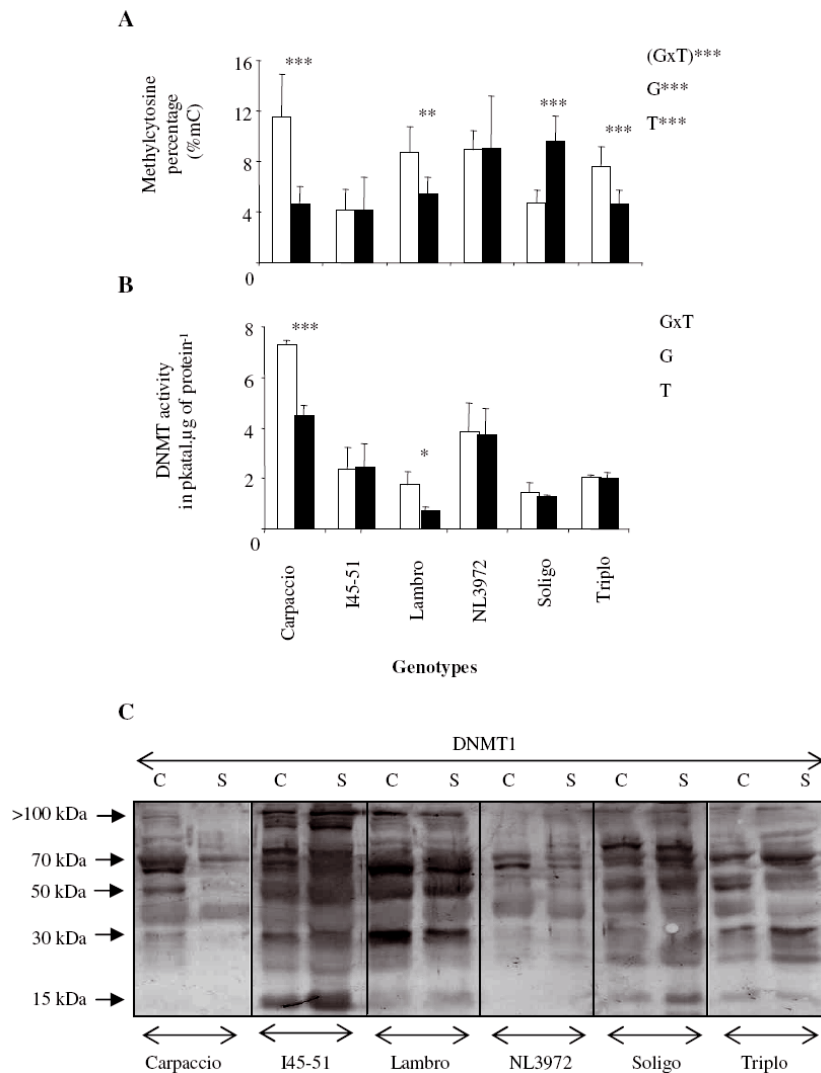 A
Methylcytosine
percentage
(%mC)
16
12
8
4
0
***
**
***
***
(GxT)***
G***
T***
B
DNMT activity
in pkatal.µg of protein-1
8
6
4
2
0
***
*
GxT
G
T
Carpaccio
I45-51
Lambro
NL3972
Soligo
Triplo
Genotypes
C
DNMT1
C S C S C S C S C S C S
>100 kDa
70 kDa
50 kDa
30 kDa
15 kDa
Carpaccio I45-51 Lambro NL3972 Soligo Triplo